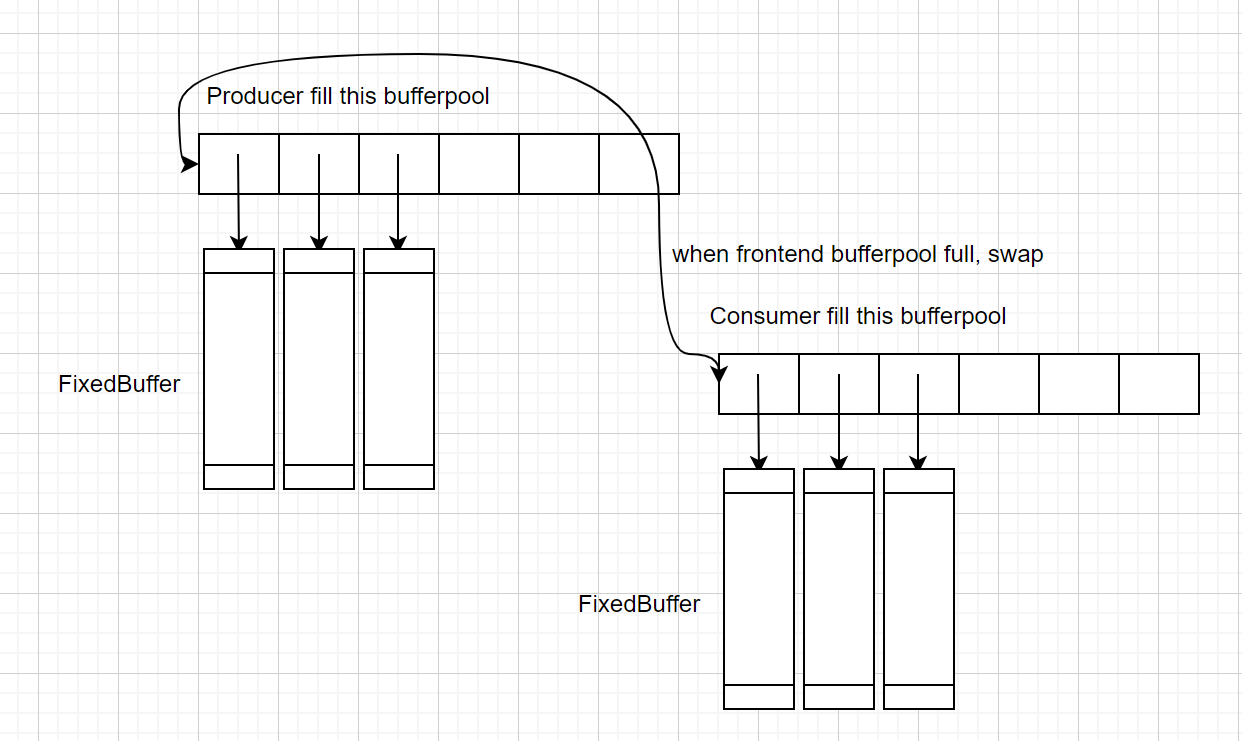 Producer fill this bufferpool
when frontend bufferpool full, swap
Consumer fill this bufferpool
FixedBuffer
FixedBuffer